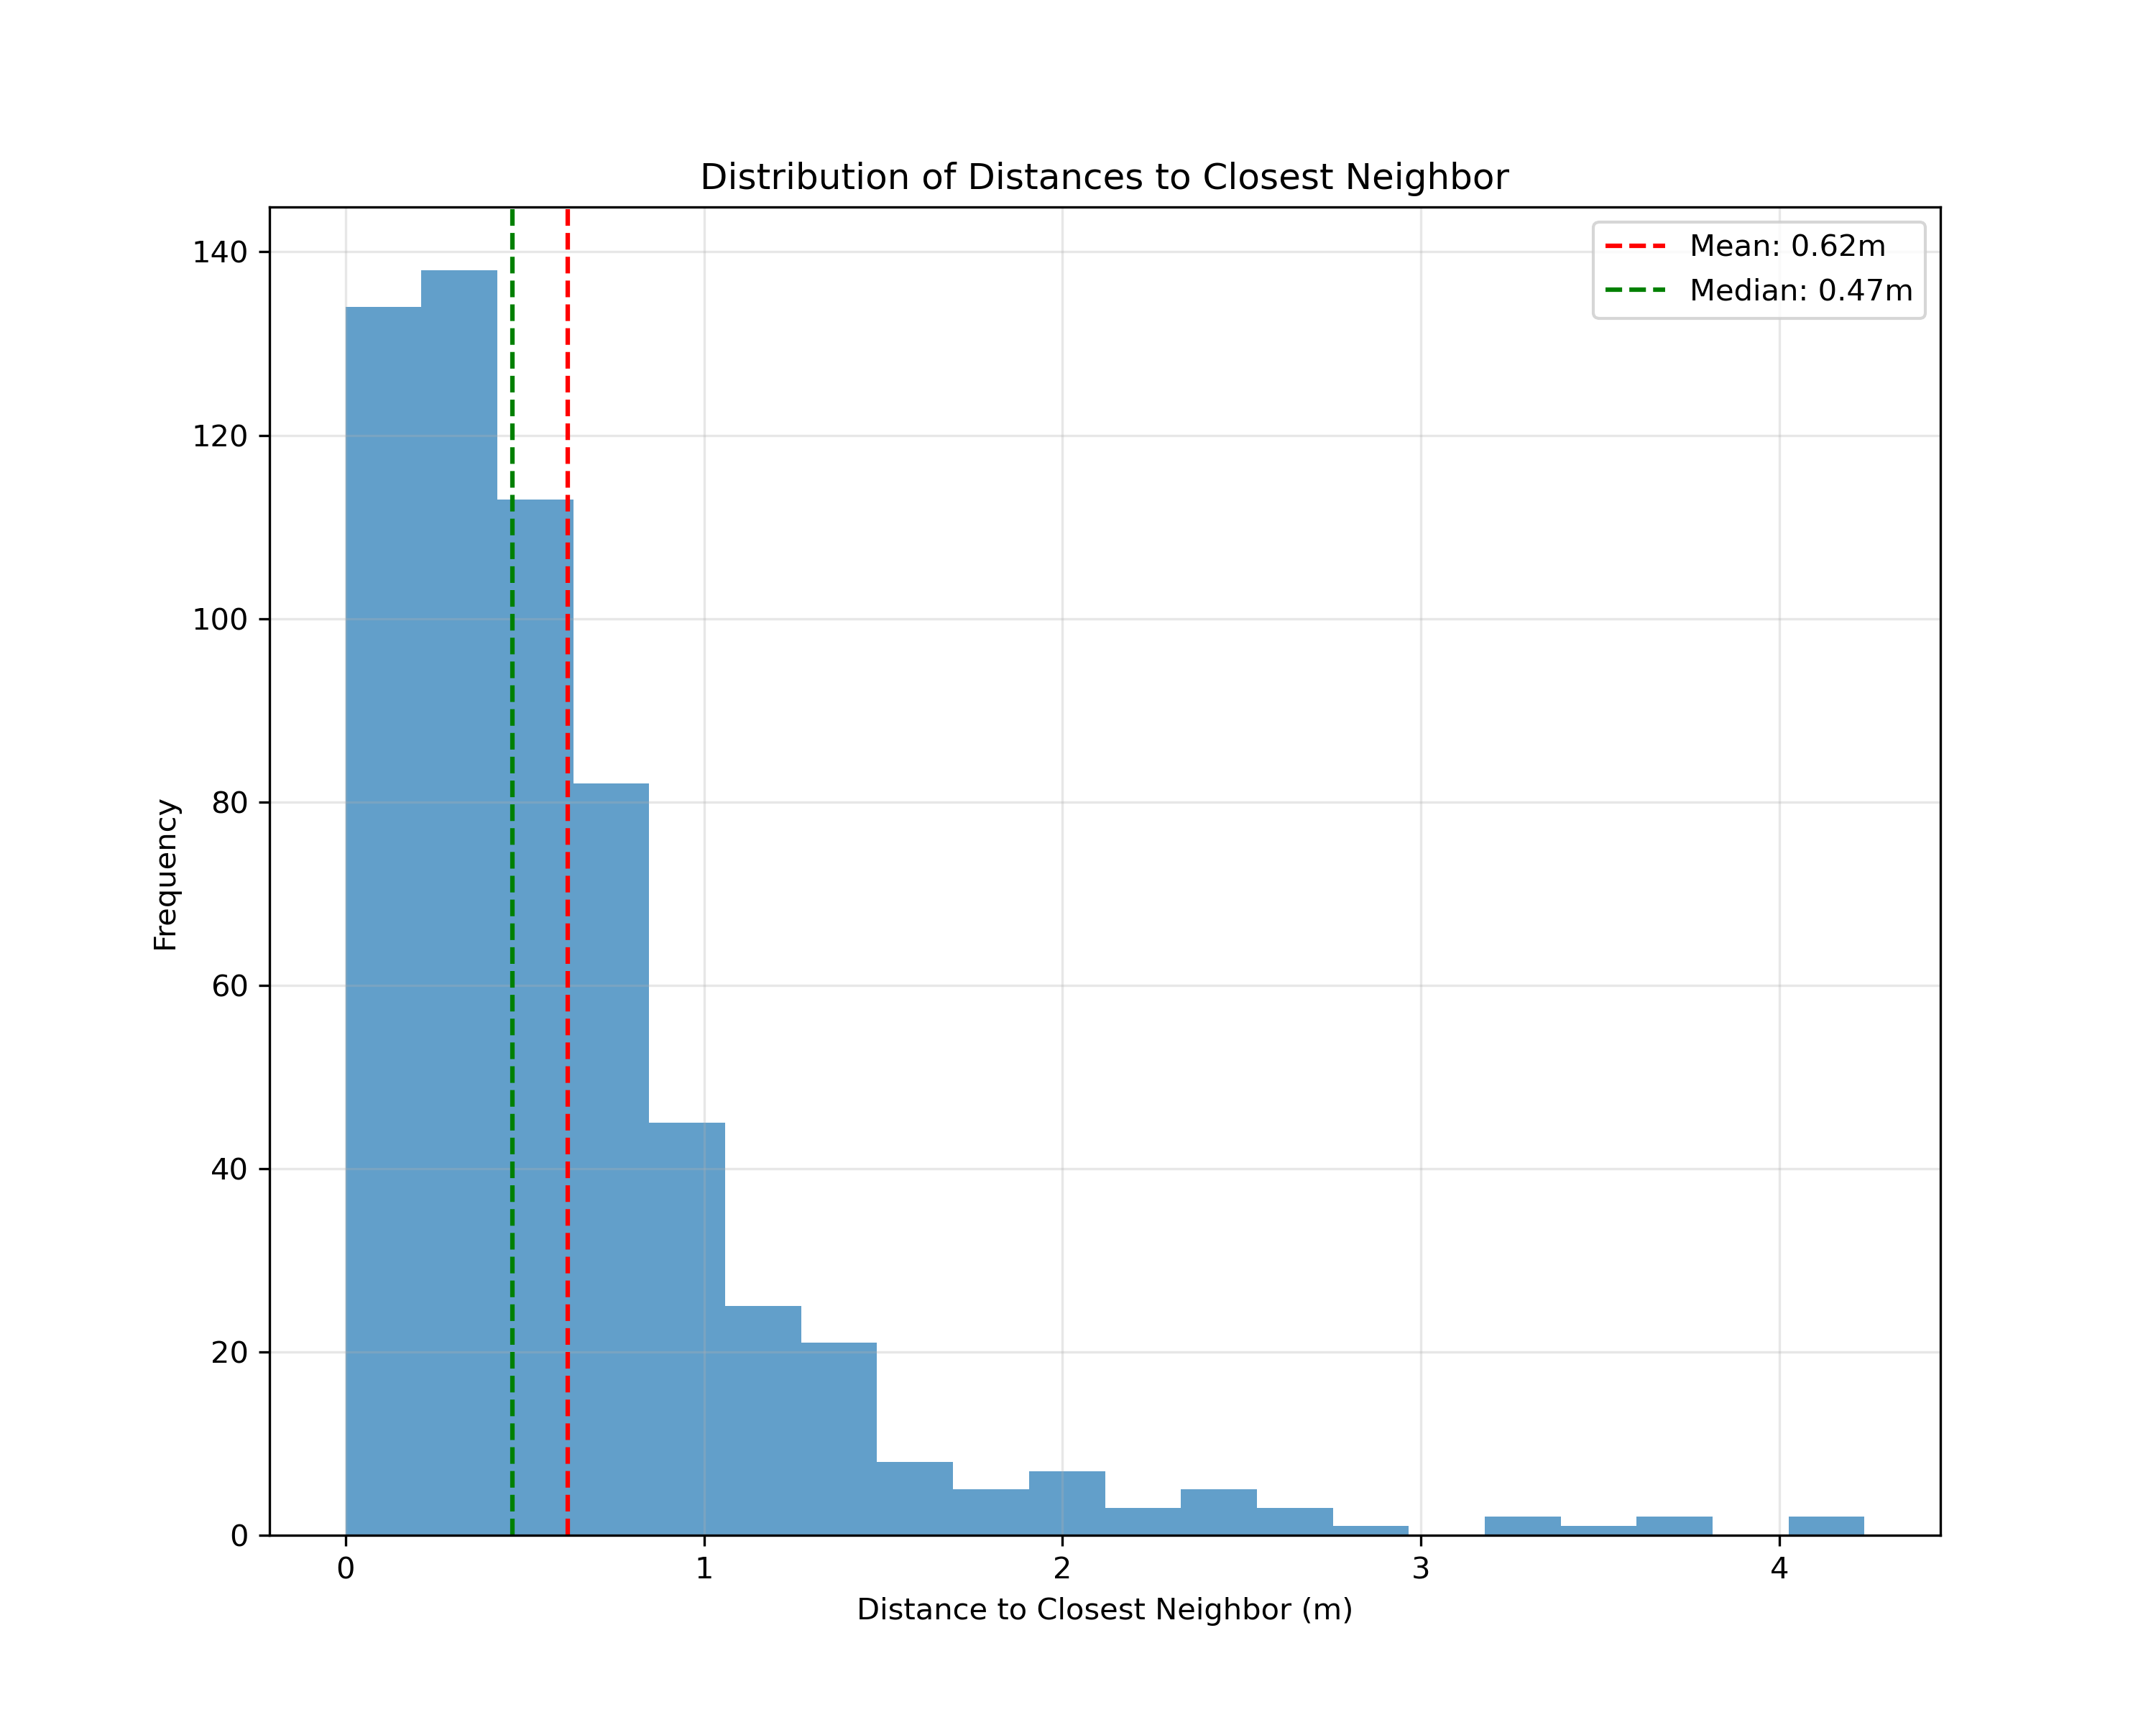 Distribution of Distances to Closest Neighbor
Mean: 0.62m
Median: 0.47m
140
120
100
80
60
40
20
0
Frequency
0 1 2 3 4
Distance to Closest Neighbor (m)